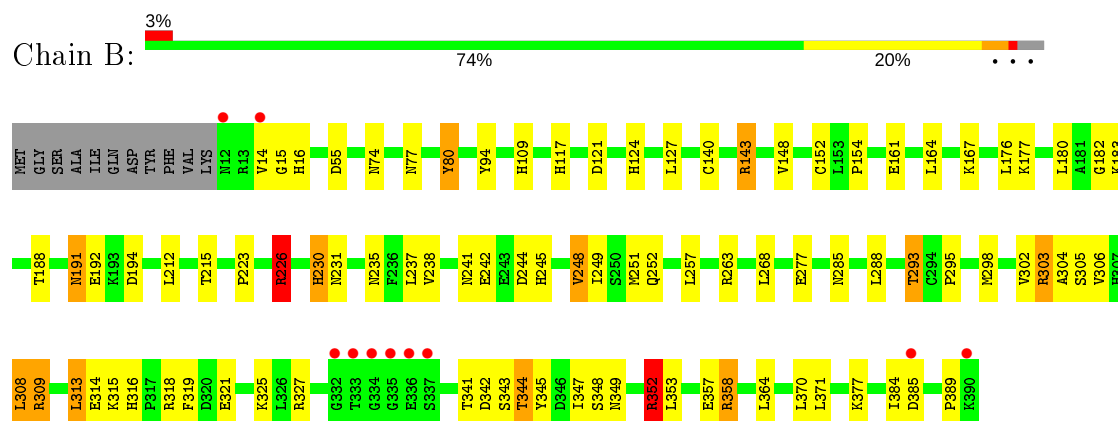 3%
Chain B:
74% 20% • • •
MET GLY SER ALA ILE GLN ASP TYR PHE VAL LYS N12 R13 V14 G15 H16 D55 N74 N77 Y80 Y94 H109 H117 D121 H124 L127 C140 R143 V148 C152 L153 P154 E161 L164 K167 L176 K177 L180 A181 G182 K183
T188 N191 E192 K193 D194 L212 T215 P223 R226 H230 N231 N235 F236 L237 V238 N241 E242 E243 D244 H245 V248 I249 S250 M251 Q252 L257 R263 L268 E277 N285 L288 T293 C294 P295 M298 V302 R303 A304 S305 V306 H307
L308 R309 L313 E314 K315 H316 P317 R318 F319 D320 E321 K325 L326 R327 G332 T333 G334 G335 E336 S337 T341 D342 S343 T344 Y345 D346 I347 S348 N349 R352 L353 E357 R358 L364 L370 L371 K377 I384 D385 P389 K390